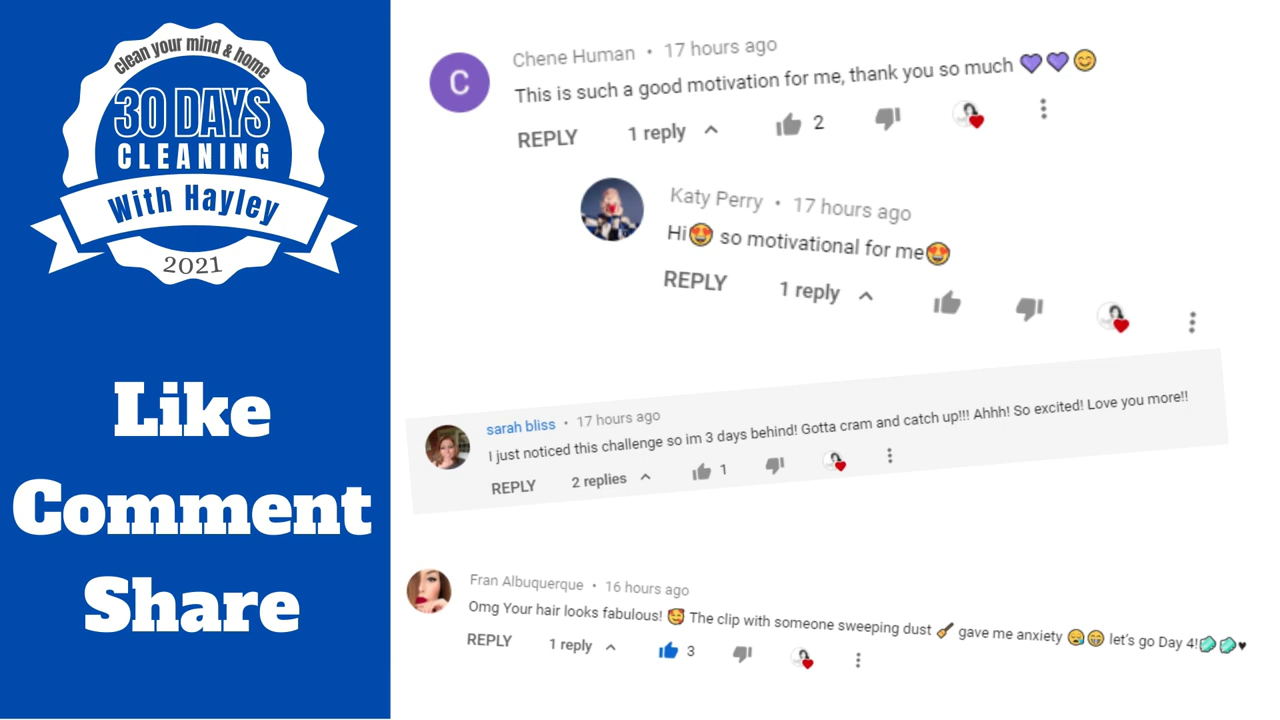 clean your mind & home
30 DAYS
CLEANING
With Hayley
2021
Like
Comment
Share
C
Chene Human • 17 hours ago
This is such a good motivation for me, thank you so much 💜💜😊
REPLY 1 reply 2
Katy Perry • 17 hours ago
Hi😍 so motivational for me😍
REPLY 1 reply
sarah bliss • 17 hours ago
I just noticed this challenge so im 3 days behind! Gotta cram and catch up!!! Ahhh! So excited! Love you more!!
REPLY 2 replies 1
Fran Albuquerque • 16 hours ago
Omg Your hair looks fabulous! 🥰 The clip with someone sweeping dust 🧹 gave me anxiety 😪😁 let's go Day 4!🧼🧼♥
REPLY 1 reply 3